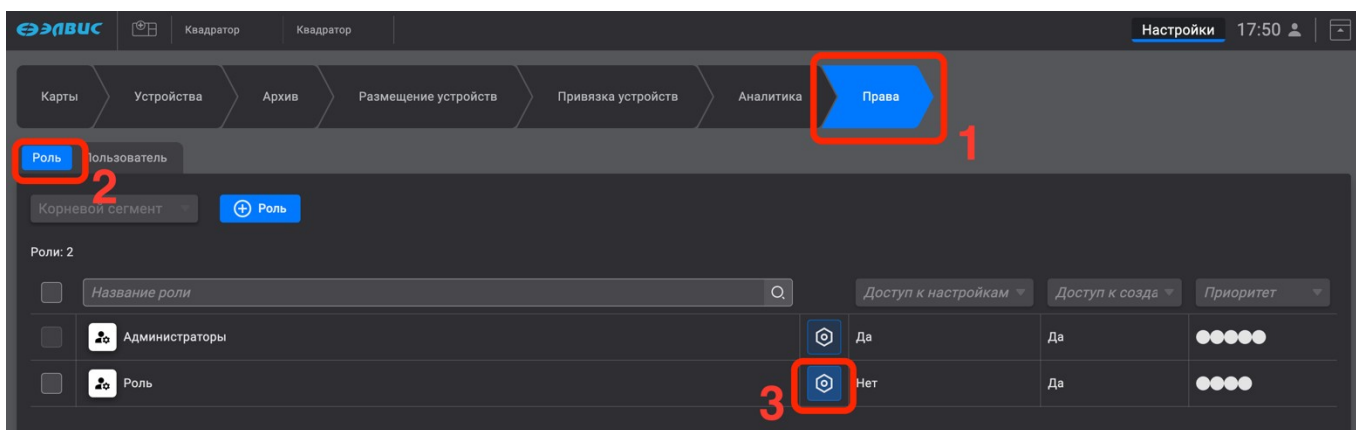 ЭЛВИС Квадратор Квадратор Настройки 17:50
Карты Устройства Архив Размещение устройств Привязка устройств Аналитика Права
1
Роль Пользователь
2
Корневой сегмент Роль
Роли: 2
Название роли Доступ к настройкам Доступ к созда Приоритет
Администраторы Да Да
Роль Нет Да
3